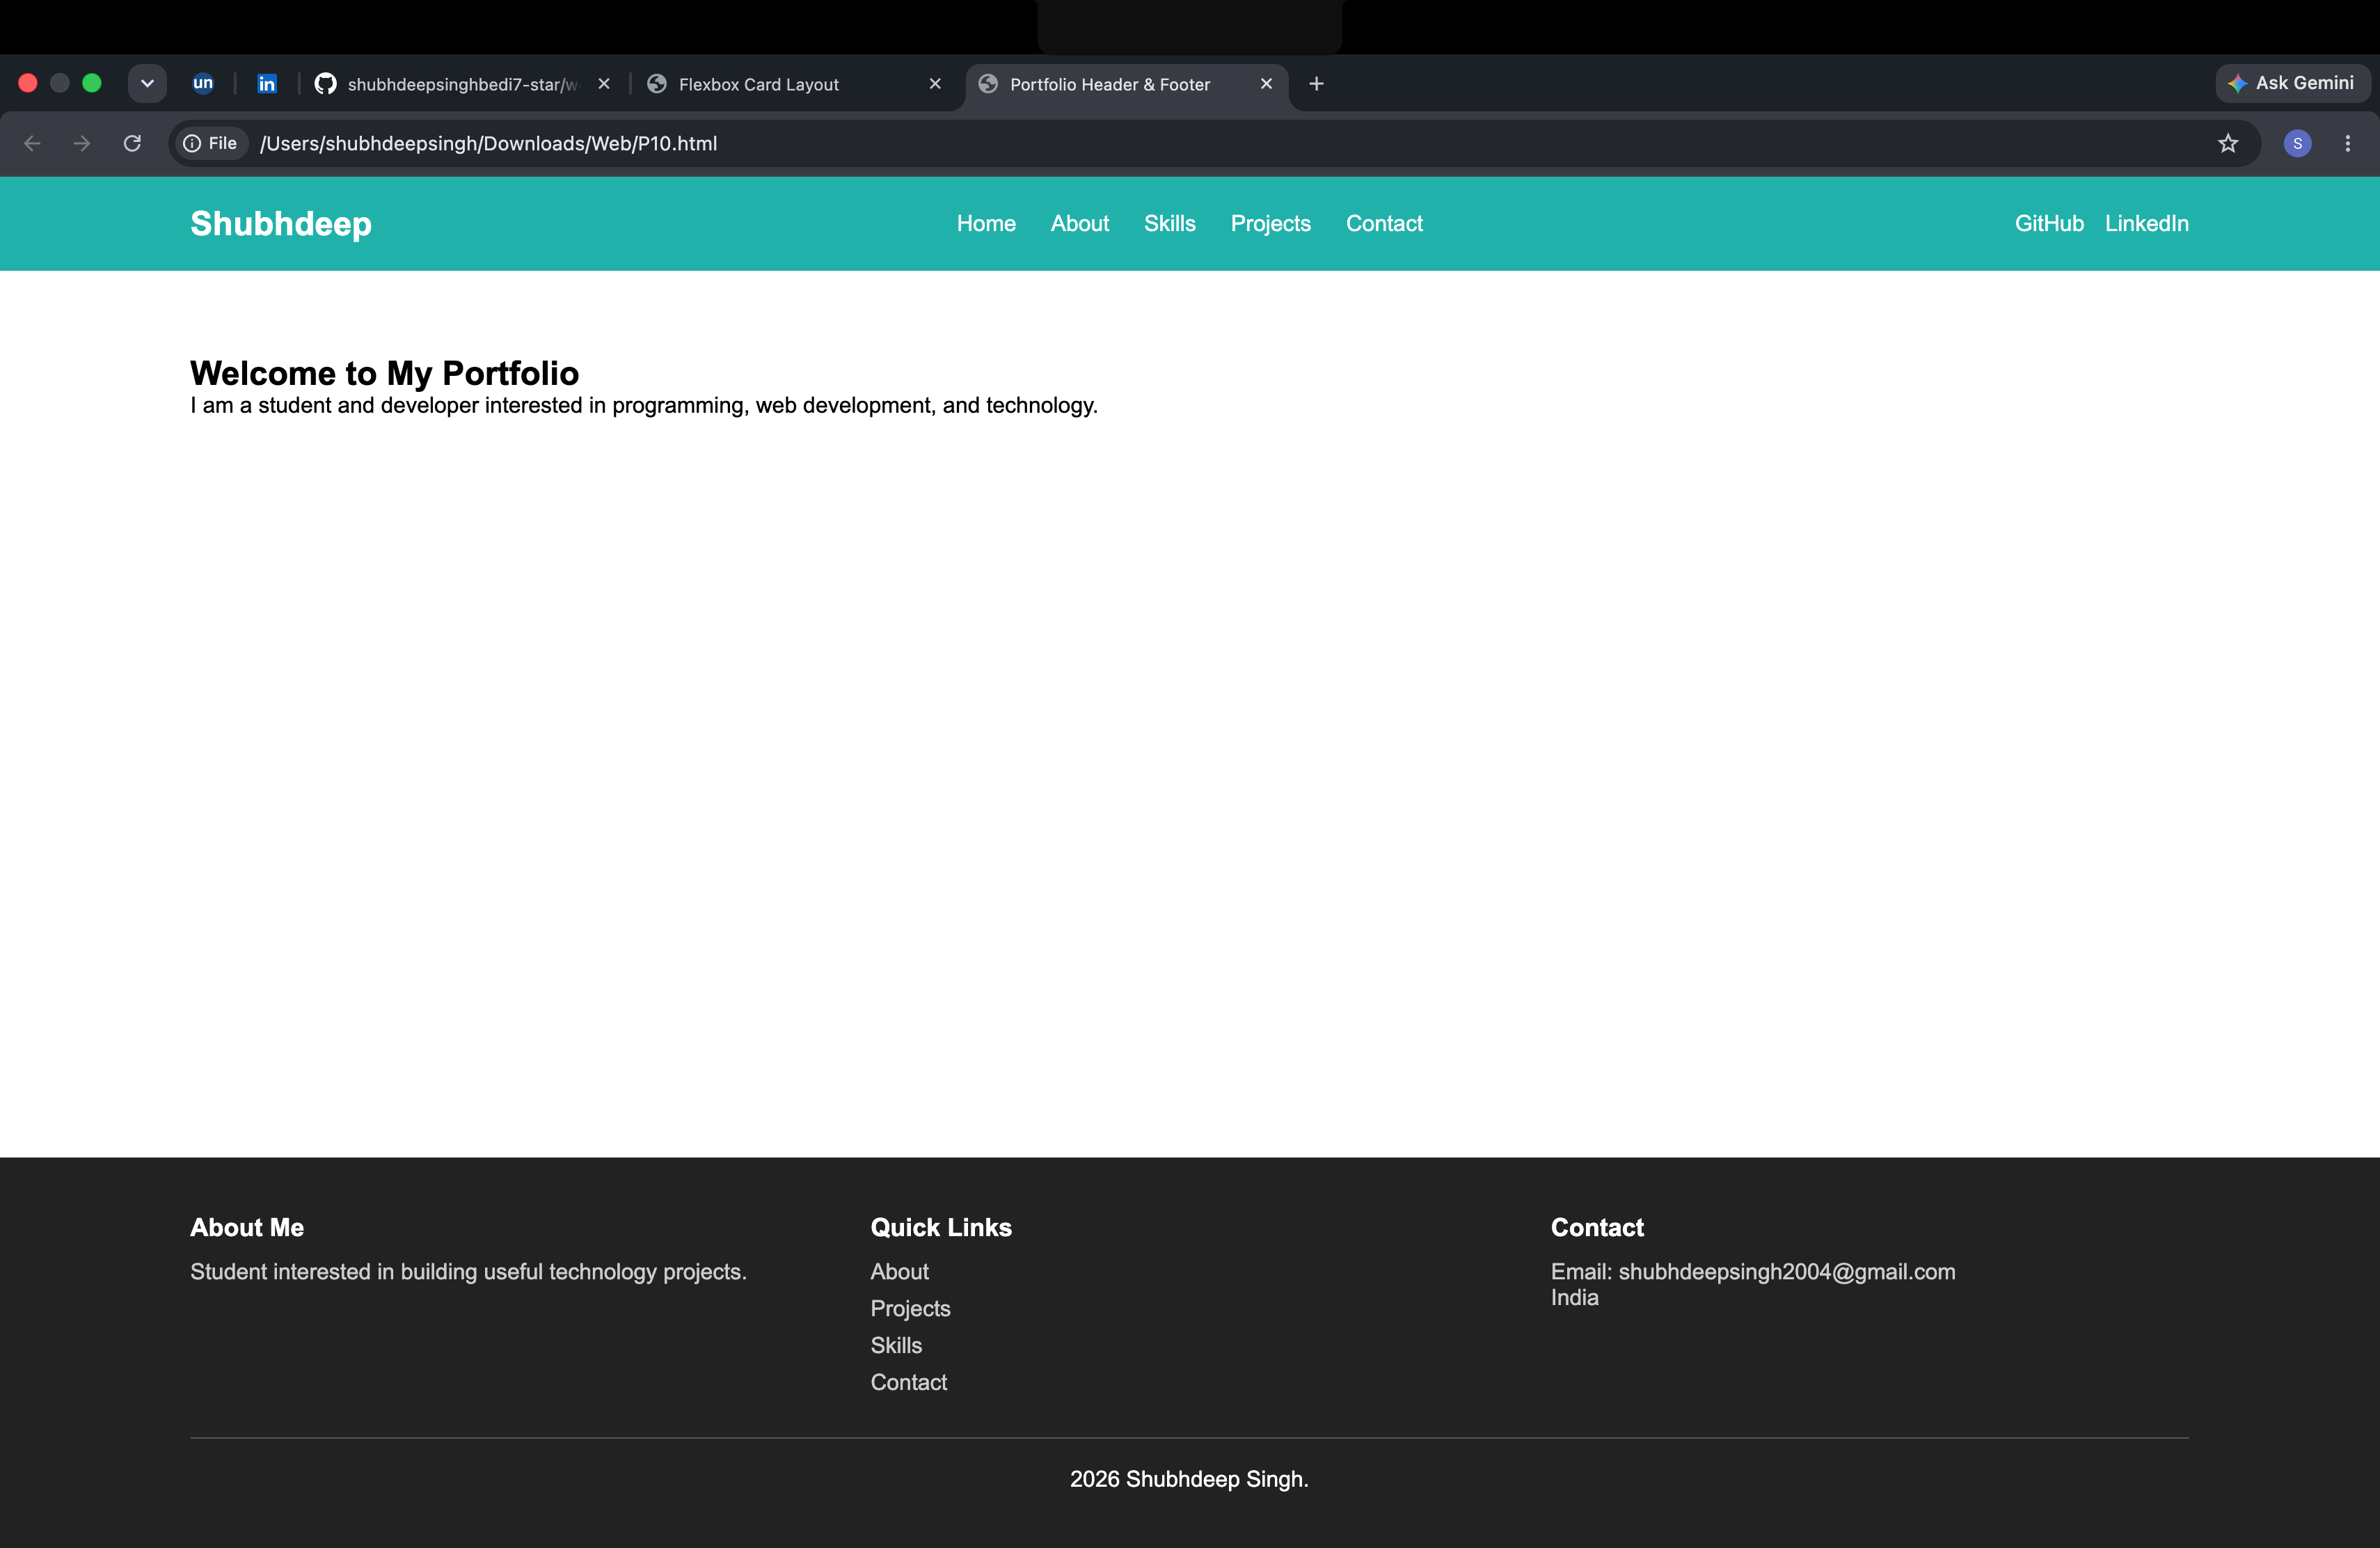 un in shubhdeepsinghbedi7-star/w Flexbox Card Layout Portfolio Header & Footer Ask Gemini
File /Users/shubhdeepsingh/Downloads/Web/P10.html S
Shubhdeep Home About Skills Projects Contact GitHub LinkedIn
Welcome to My Portfolio
I am a student and developer interested in programming, web development, and technology.
About Me Quick Links Contact
Student interested in building useful technology projects. About Email: shubhdeepsingh2004@gmail.com
India
Projects
Skills
Contact
2026 Shubhdeep Singh.